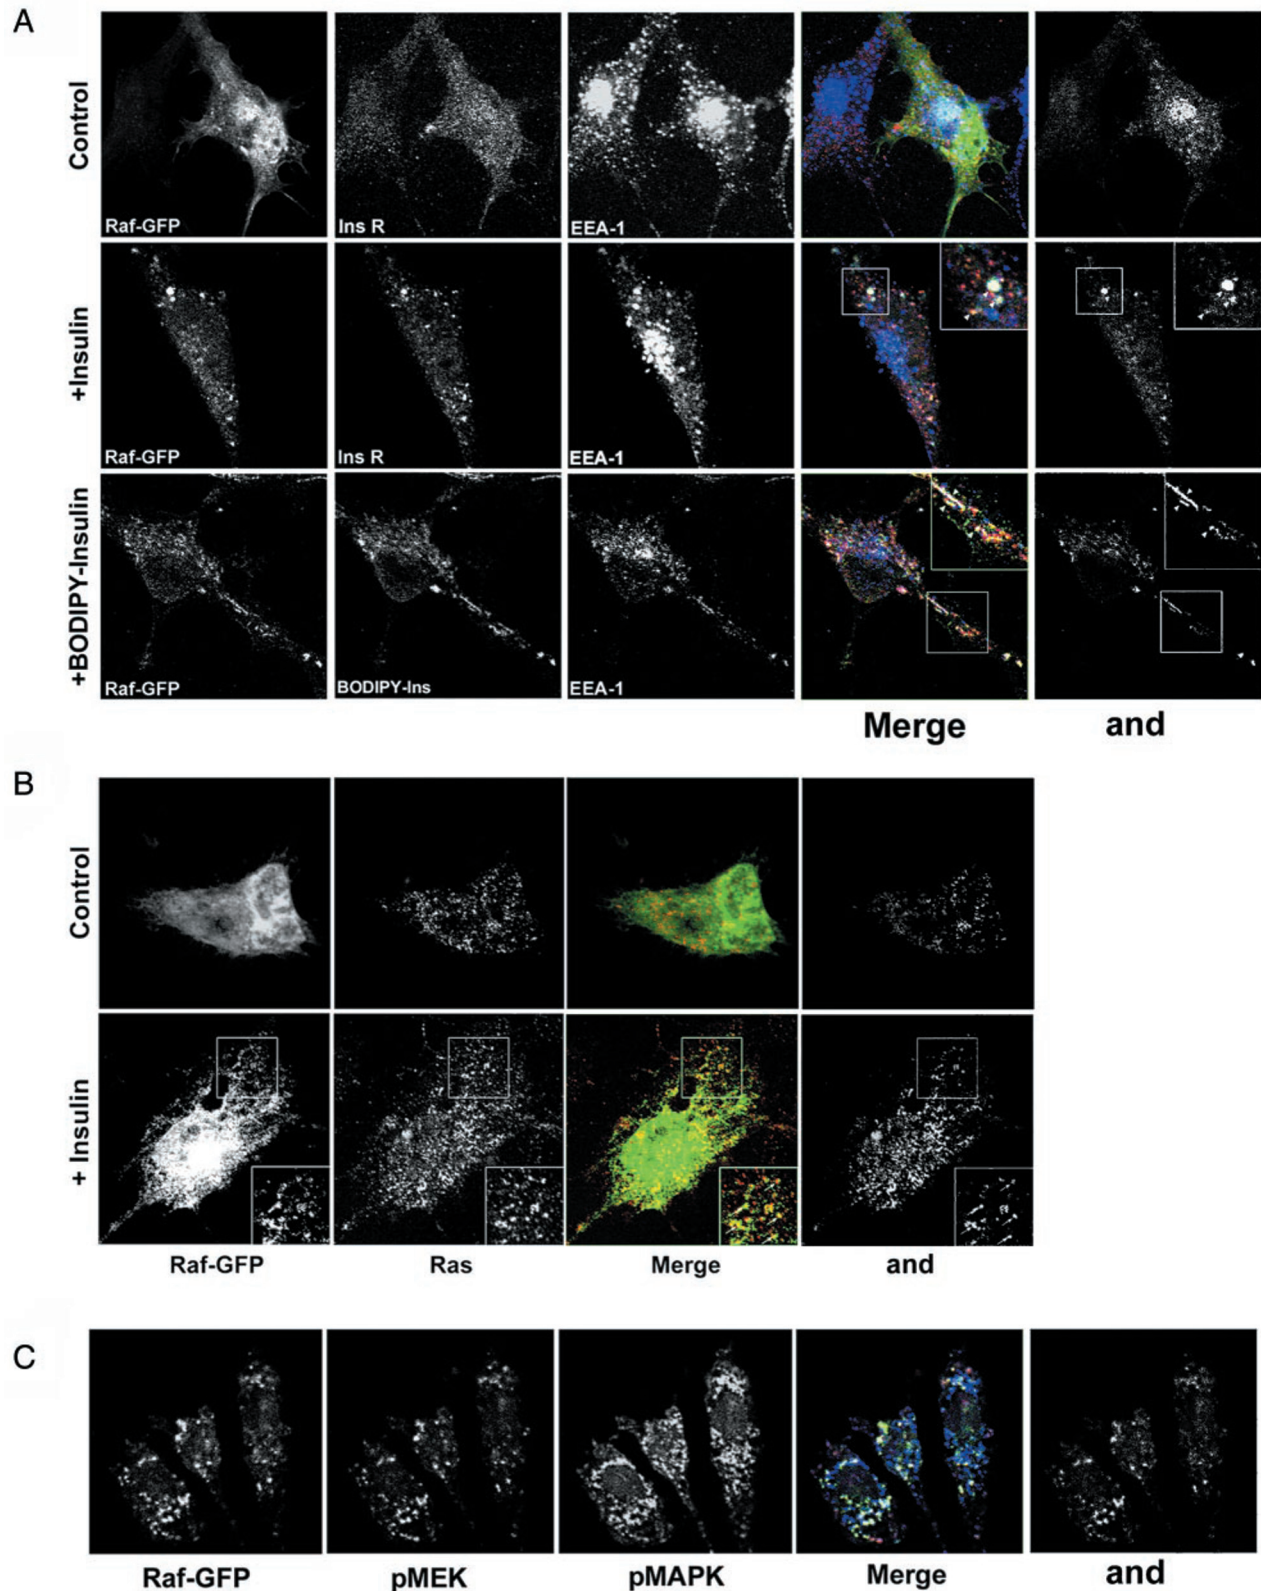 A
Control
Raf-GFP
Ins R
EEA-1
+Insulin
Raf-GFP
Ins R
EEA-1
+BODIPY-Insulin
Raf-GFP
BODIPY-Ins
EEA-1
Merge
and
B
Control
+ Insulin
Raf-GFP
Ras
Merge
and
C
Raf-GFP
pMEK
pMAPK
Merge
and